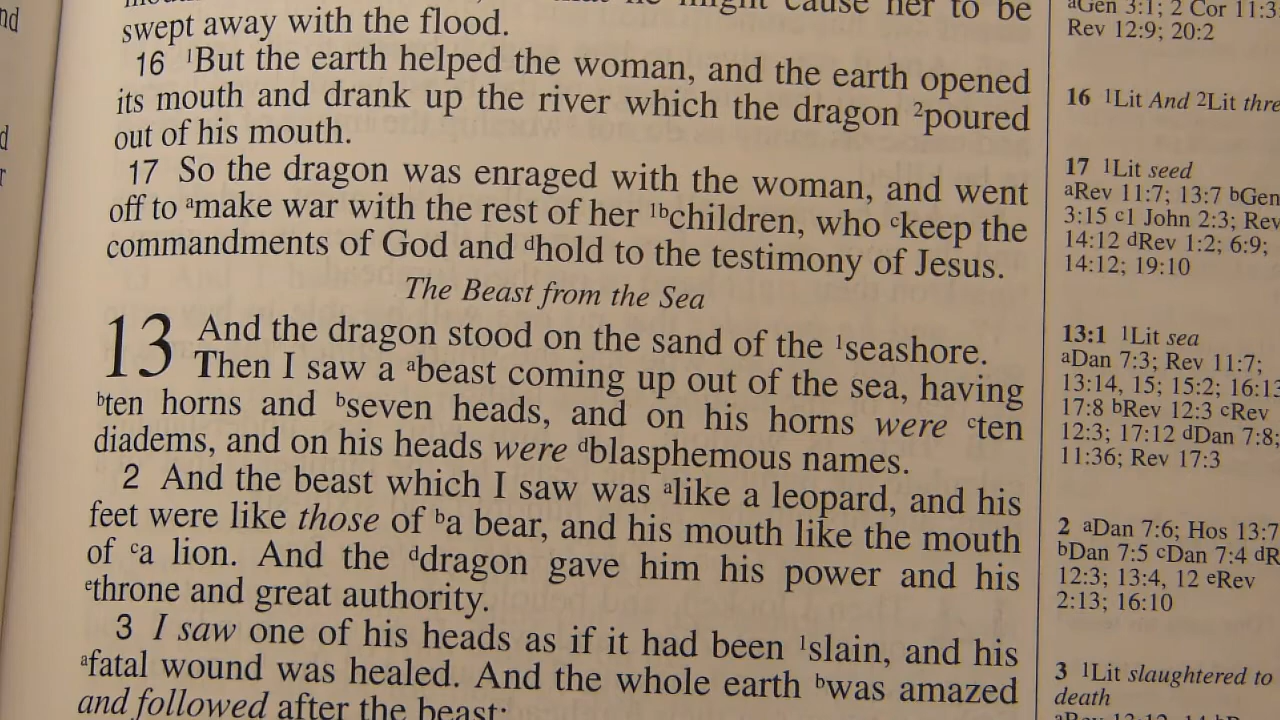 might cause her to be
swept away with the flood.
16 ¹But the earth helped the woman, and the earth opened
its mouth and drank up the river which the dragon ²poured
out of his mouth.
17 So the dragon was enraged with the woman, and went
off to ᵃmake war with the rest of her ¹ᵇchildren, who ᶜkeep the
commandments of God and ᵈhold to the testimony of Jesus.
The Beast from the Sea
13 And the dragon stood on the sand of the ¹seashore.
Then I saw a ᵃbeast coming up out of the sea, having
ᵇten horns and ᵇseven heads, and on his horns were ᶜten
diadems, and on his heads were ᵈblasphemous names.
2 And the beast which I saw was ᵃlike a leopard, and his
feet were like those of ᵇa bear, and his mouth like the mouth
of ᶜa lion. And the ᵈdragon gave him his power and his
ᵉthrone and great authority.
3 I saw one of his heads as if it had been ¹slain, and his
ᵃfatal wound was healed. And the whole earth ᵇwas amazed
and followed after the beast;
ᵃGen 3:1; 2 Cor 11:3
Rev 12:9; 20:2
16 ¹Lit And ²Lit thre
17 ¹Lit seed
ᵃRev 11:7; 13:7 ᵇGen
3:15 ᶜ1 John 2:3; Rev
14:12 ᵈRev 1:2; 6:9;
14:12; 19:10
13:1 ¹Lit sea
ᵃDan 7:3; Rev 11:7;
13:14, 15; 15:2; 16:13
17:8 ᵇRev 12:3 ᶜRev
12:3; 17:12 ᵈDan 7:8;
11:36; Rev 17:3
2 ᵃDan 7:6; Hos 13:7
ᵇDan 7:5 ᶜDan 7:4 ᵈR
12:3; 13:4, 12 ᵉRev
2:13; 16:10
3 ¹Lit slaughtered to
death